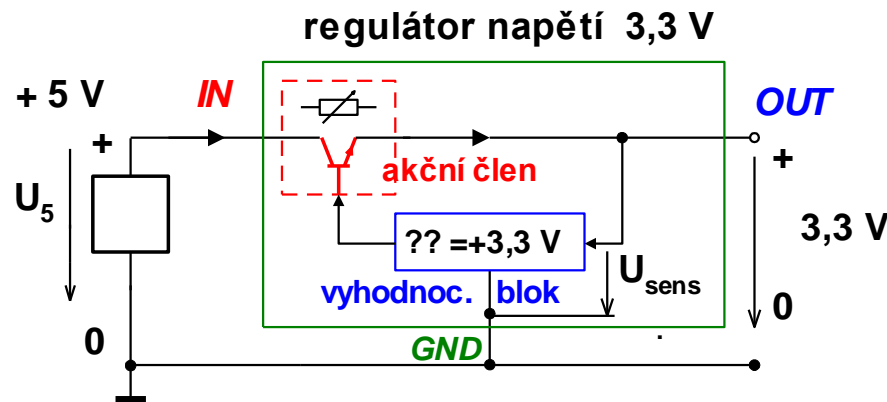 regulátor napětí 3,3 V
+ 5 V
IN
OUT
+
+
akční člen
U5
?? =+3,3 V
3,3 V
Usens
vyhodnoc. blok
0
0
GND